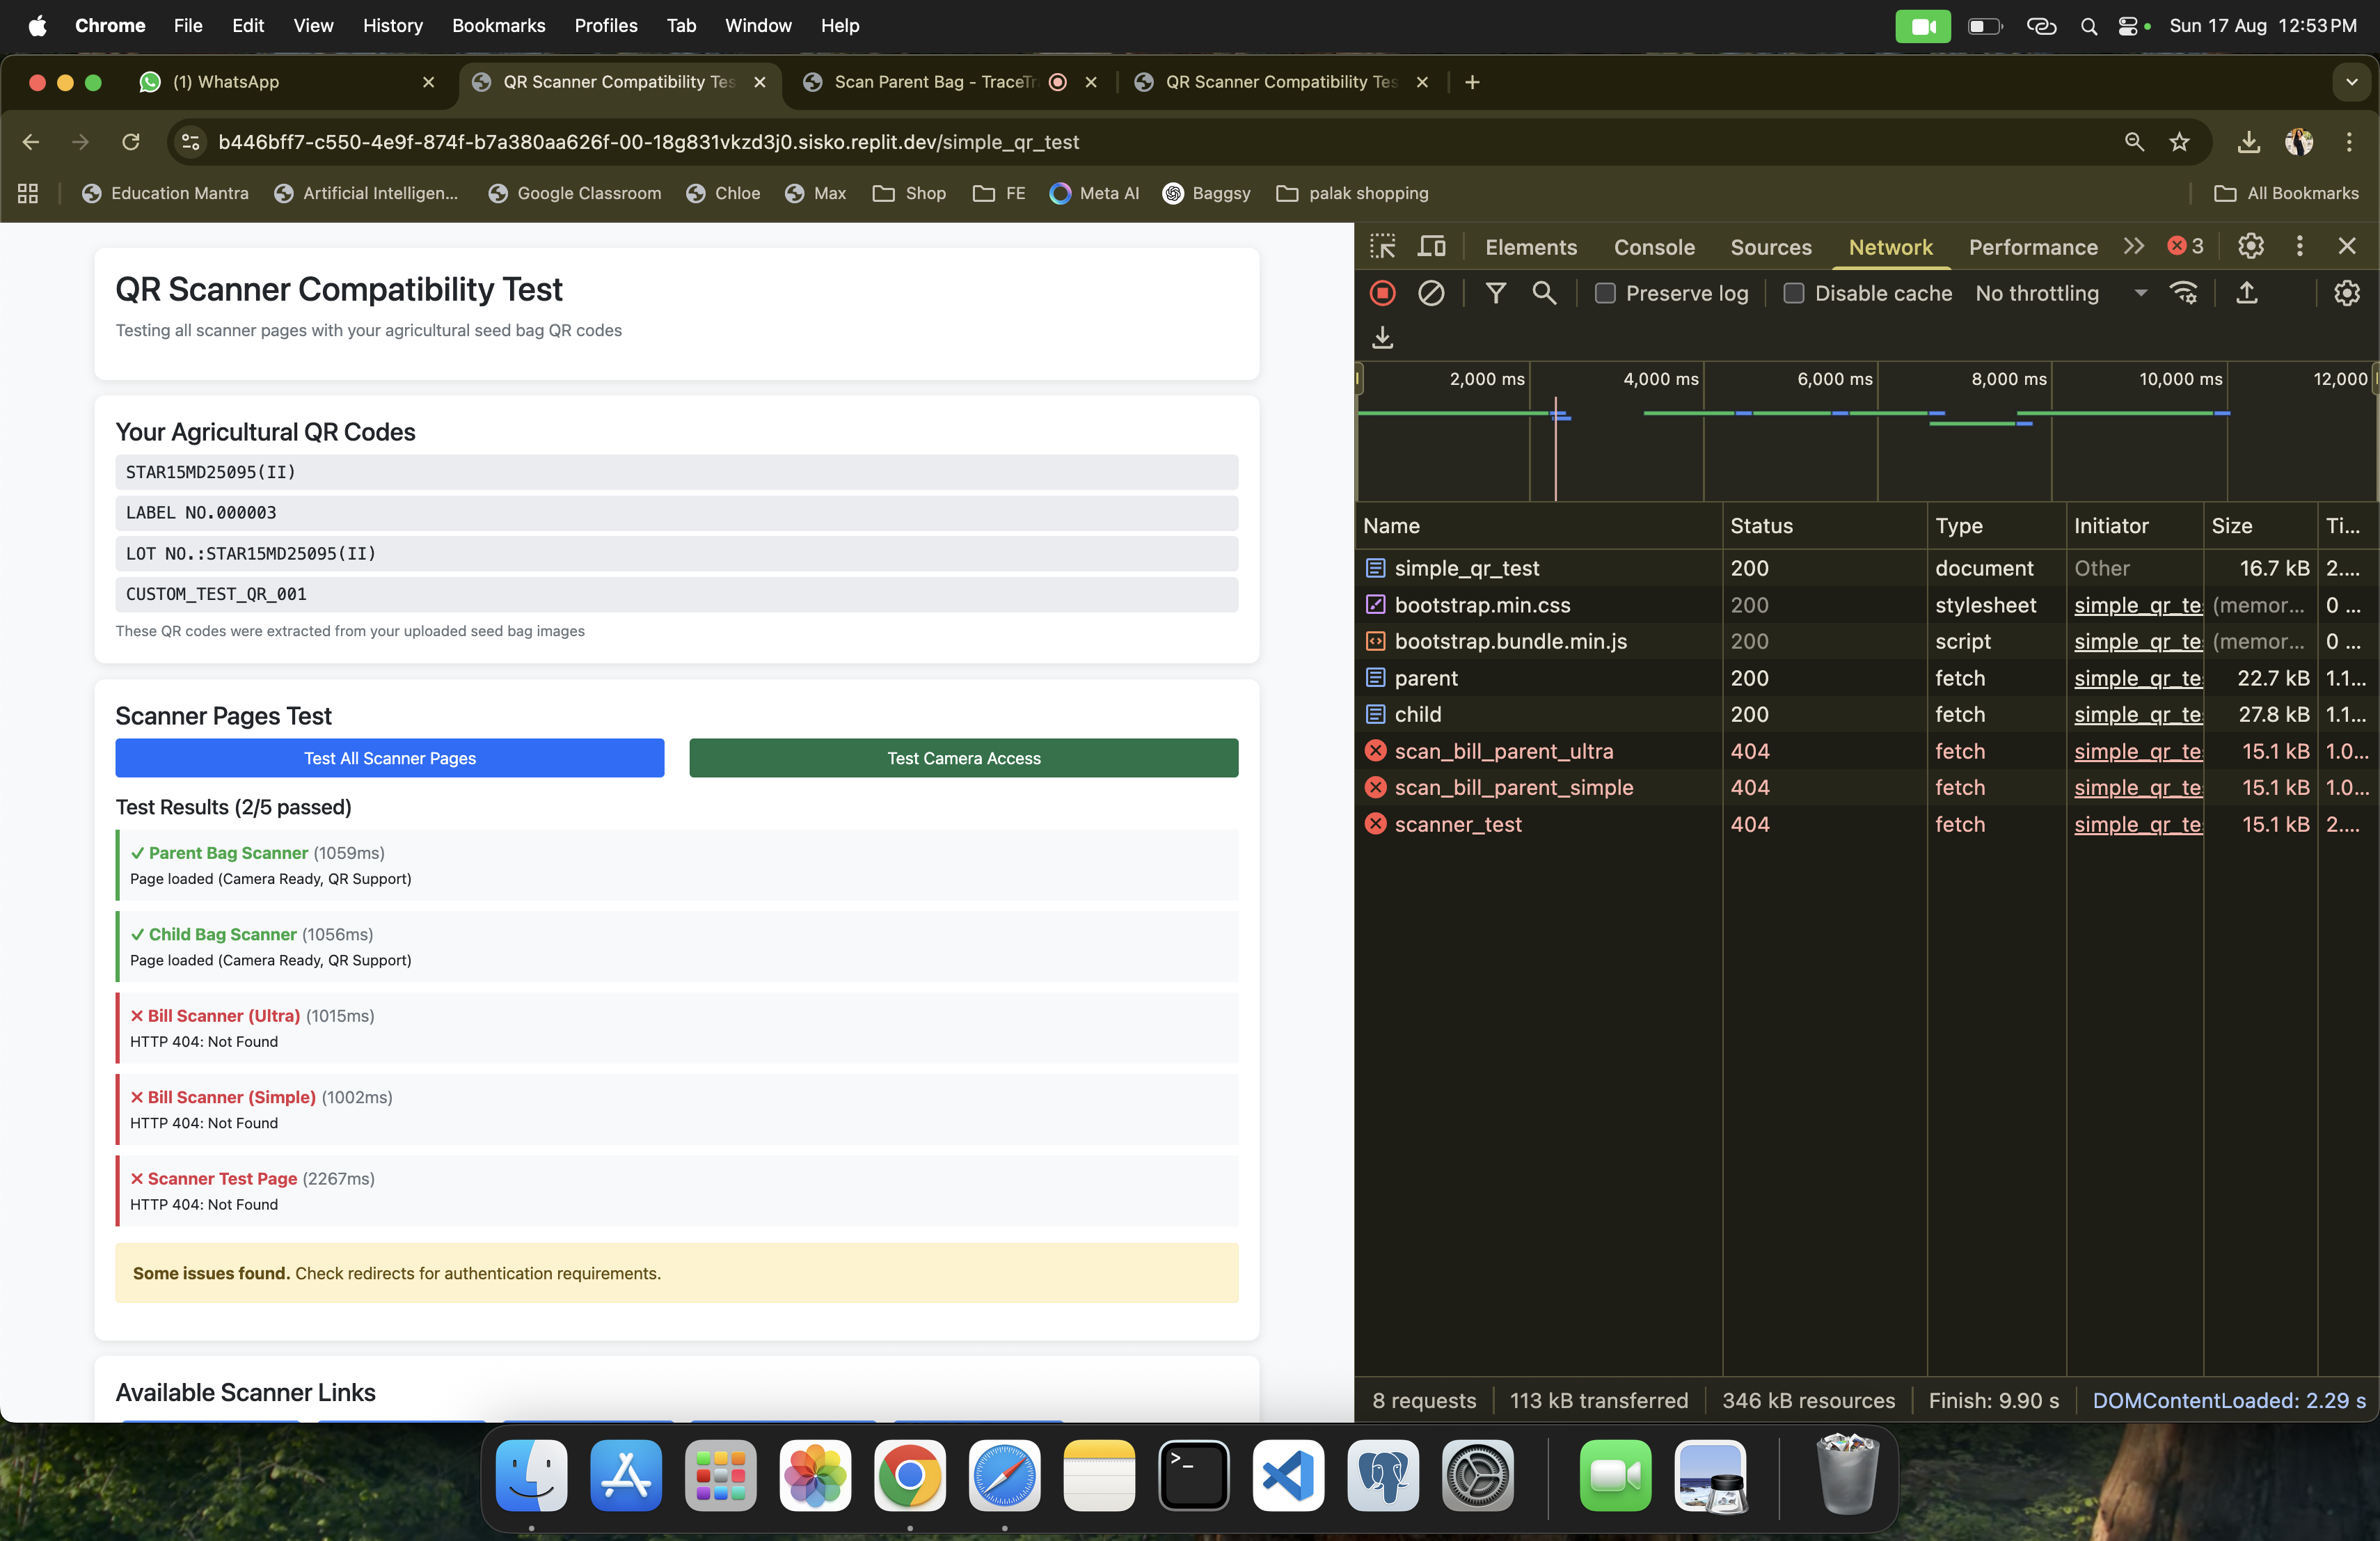 Chrome File Edit View History Bookmarks Profiles Tab Window Help Sun 17 Aug 12:53 PM
(1) WhatsApp QR Scanner Compatibility Tes Scan Parent Bag - TraceTr QR Scanner Compatibility Tes
b446bff7-c550-4e9f-874f-b7a380aa626f-00-18g831vkzd3j0.sisko.replit.dev/simple_qr_test
Education Mantra Artificial Intelligen... Google Classroom Chloe Max Shop FE Meta AI Baggsy palak shopping All Bookmarks
QR Scanner Compatibility Test
Testing all scanner pages with your agricultural seed bag QR codes
Your Agricultural QR Codes
STAR15MD25095(II)
LABEL NO.000003
LOT NO.:STAR15MD25095(II)
CUSTOM_TEST_QR_001
These QR codes were extracted from your uploaded seed bag images
Scanner Pages Test
Test All Scanner Pages Test Camera Access
Test Results (2/5 passed)
✓ Parent Bag Scanner (1059ms)
Page loaded (Camera Ready, QR Support)
✓ Child Bag Scanner (1056ms)
Page loaded (Camera Ready, QR Support)
✕ Bill Scanner (Ultra) (1015ms)
HTTP 404: Not Found
✕ Bill Scanner (Simple) (1002ms)
HTTP 404: Not Found
✕ Scanner Test Page (2267ms)
HTTP 404: Not Found
Some issues found. Check redirects for authentication requirements.
Available Scanner Links
Elements Console Sources Network Performance 3
Preserve log Disable cache No throttling
2,000 ms 4,000 ms 6,000 ms 8,000 ms 10,000 ms 12,000
Name Status Type Initiator Size Ti...
simple_qr_test 200 document Other 16.7 kB 2....
bootstrap.min.css 200 stylesheet simple_qr_te (memor... 0 ...
bootstrap.bundle.min.js 200 script simple_qr_te (memor... 0 ...
parent 200 fetch simple_qr_te 22.7 kB 1.1...
child 200 fetch simple_qr_te 27.8 kB 1.1...
scan_bill_parent_ultra 404 fetch simple_qr_te 15.1 kB 1.0...
scan_bill_parent_simple 404 fetch simple_qr_te 15.1 kB 1.0...
scanner_test 404 fetch simple_qr_te 15.1 kB 2....
8 requests 113 kB transferred 346 kB resources Finish: 9.90 s DOMContentLoaded: 2.29 s